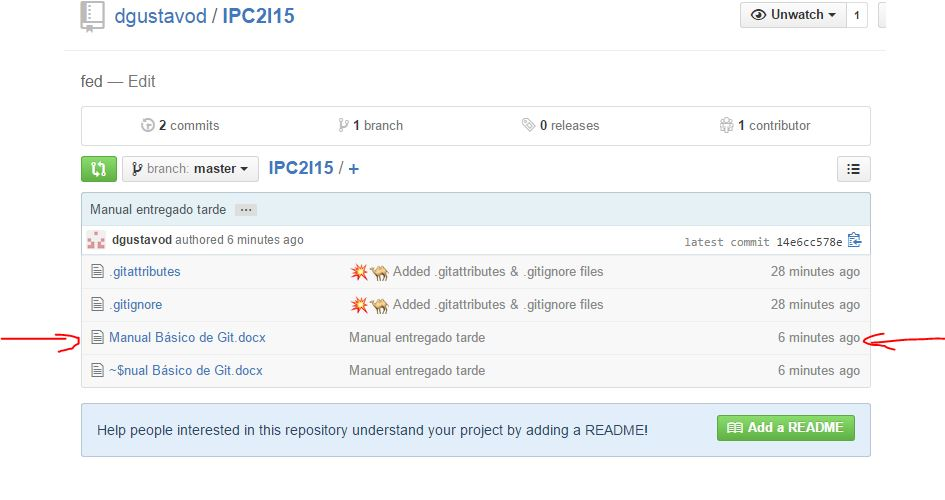 dgustavod / IPC2I15
Unwatch 1
fed — Edit
2 commits 1 branch 0 releases 1 contributor
branch: master IPC2I15 / +
Manual entregado tarde ...
dgustavod authored 6 minutes ago latest commit 14e6cc578e
.gitattributes Added .gitattributes & .gitignore files 28 minutes ago
.gitignore Added .gitattributes & .gitignore files 28 minutes ago
Manual Básico de Git.docx Manual entregado tarde 6 minutes ago
~$nual Básico de Git.docx Manual entregado tarde 6 minutes ago
Help people interested in this repository understand your project by adding a README! Add a README